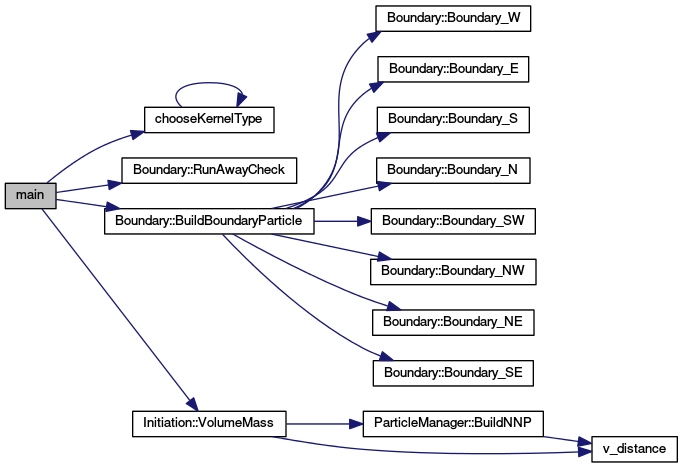 Boundary::Boundary_W
Boundary::Boundary_E
chooseKernelType
Boundary::Boundary_S
Boundary::RunAwayCheck
Boundary::Boundary_N
main
Boundary::BuildBoundaryParticle
Boundary::Boundary_SW
Boundary::Boundary_NW
Boundary::Boundary_NE
Boundary::Boundary_SE
Initiation::VolumeMass
ParticleManager::BuildNNP
v_distance